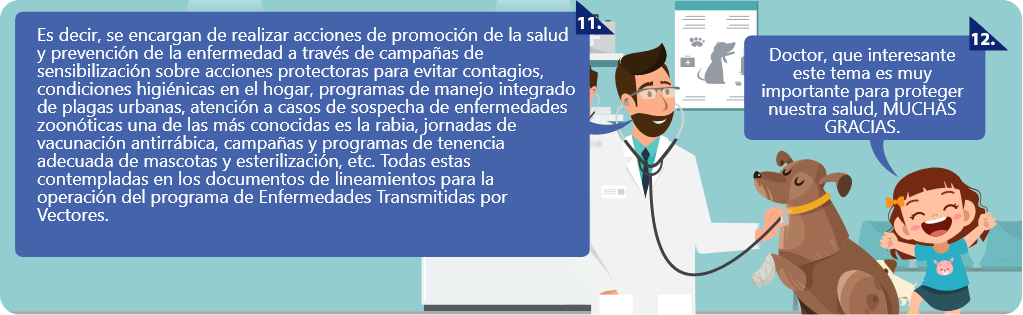 11.
Es decir, se encargan de realizar acciones de promoción de la salud
y prevención de la enfermedad a través de campañas de
sensibilización sobre acciones protectoras para evitar contagios,
condiciones higiénicas en el hogar, programas de manejo integrado
de plagas urbanas, atención a casos de sospecha de enfermedades
zoonóticas una de las más conocidas es la rabia, jornadas de
vacunación antirrábica, campañas y programas de tenencia
adecuada de mascotas y esterilización, etc. Todas estas
contempladas en los documentos de lineamientos para la
operación del programa de Enfermedades Transmitidas por
Vectores.
12.
Doctor, que interesante
este tema es muy
importante para proteger
nuestra salud, MUCHAS
GRACIAS.